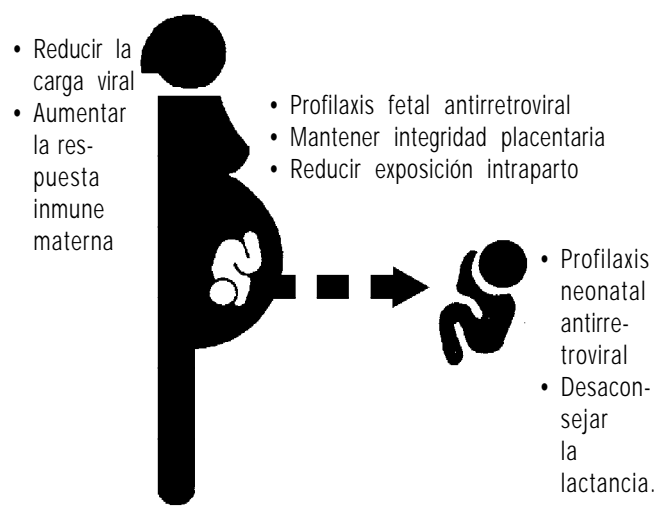 • Reducir la
carga viral
• Aumentar
la res-
puesta
inmune
materna
• Profilaxis fetal antirretroviral
• Mantener integridad placentaria
• Reducir exposición intraparto
• Profilaxis
neonatal
antirre-
troviral
• Desacon-
sejar
la
lactancia.